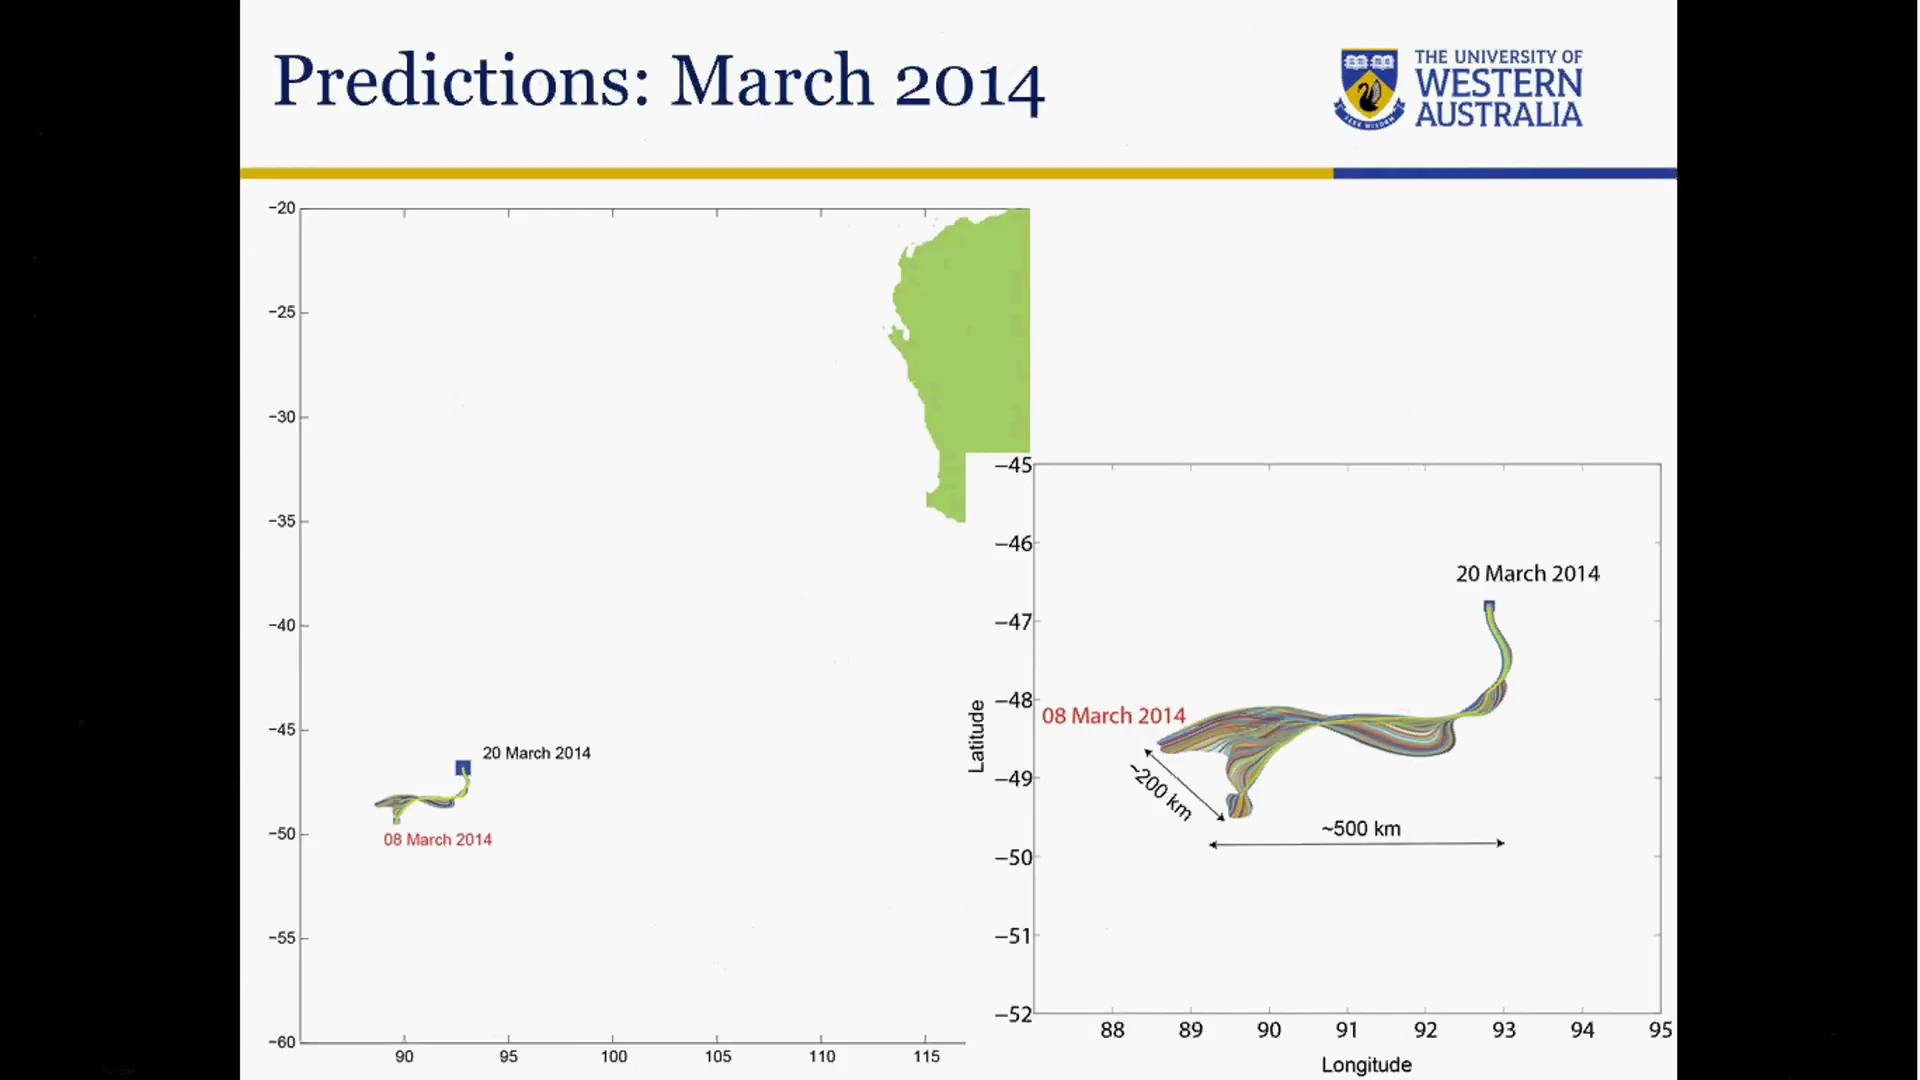 Predictions: March 2014
THE UNIVERSITY OF
WESTERN
AUSTRALIA
SEEK WISDOM
−20
−25
−30
−35
−40
−45
−50
−55
−60
90
95
100
105
110
115
20 March 2014
08 March 2014
−45
−46
−47
−48
−49
−50
−51
−52
Latitude
20 March 2014
08 March 2014
~200 km
~500 km
88
89
90
91
92
93
94
95
Longitude